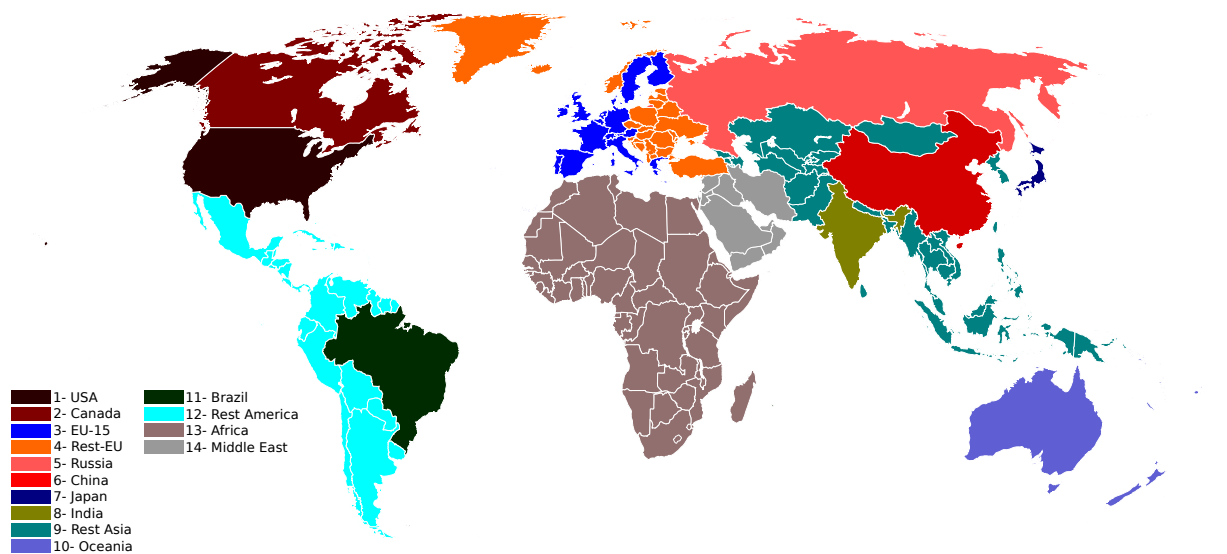 1- USA
2- Canada
3- EU-15
4- Rest-EU
5- Russia
6- China
7- Japan
8- India
9- Rest Asia
10- Oceania
11- Brazil
12- Rest America
13- Africa
14- Middle East